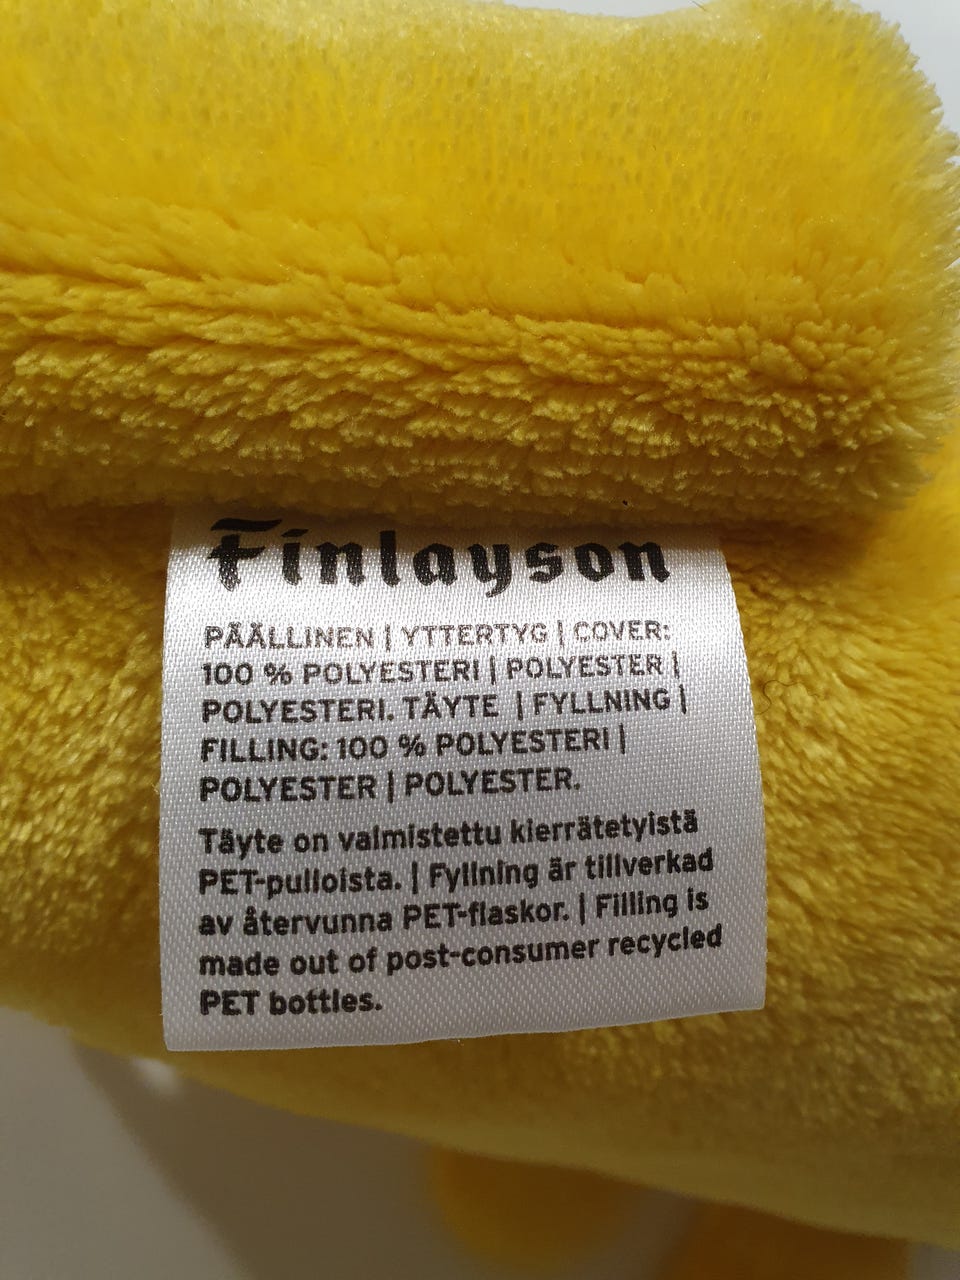 Finlayson
PÄÄLLINEN | YTTERTYG | COVER:
100 % POLYESTERI | POLYESTER |
POLYESTERI. TÄYTE | FYLLNING |
FILLING: 100 % POLYESTERI |
POLYESTER | POLYESTER.
Täyte on valmistettu kierrätetyistä
PET-pulloista. | Fyllning är tillverkad
av återvunna PET-flaskor. | Filling is
made out of post-consumer recycled
PET bottles.